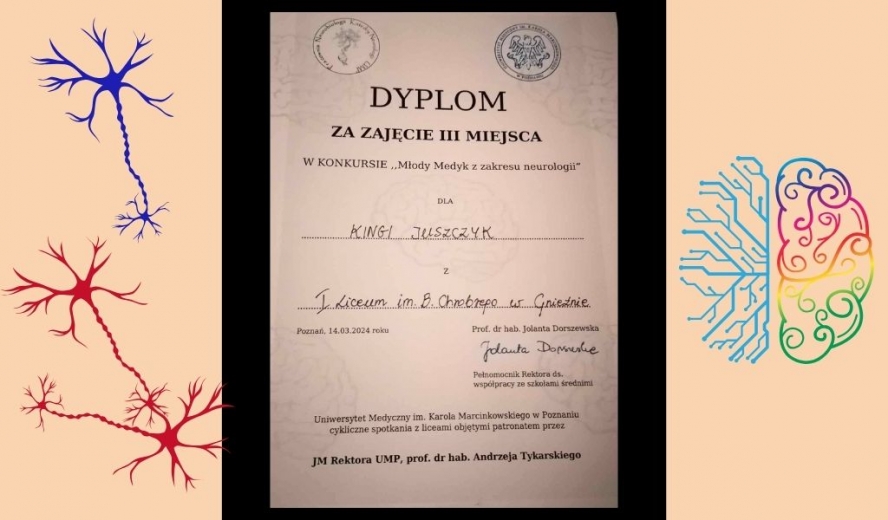 DYPLOM
ZA ZAJĘCIE III MIEJSCA
W KONKURSIE ,,Młody Medyk z zakresu neurologii"
DLA
KINGI JUSZCZYK
Z
I Liceum im. B. Chrobrego w Gnieźnie
Poznań, 14.03.2024 roku
Prof. dr hab. Jolanta Dorszewska
Jolanta Dorszewska
Pełnomocnik Rektora ds.
współpracy ze szkołami średnimi
Uniwersytet Medyczny im. Karola Marcinkowskiego w Poznaniu
cykliczne spotkania z liceami objętymi patronatem przez
JM Rektora UMP, prof. dr hab. Andrzeja Tykarskiego